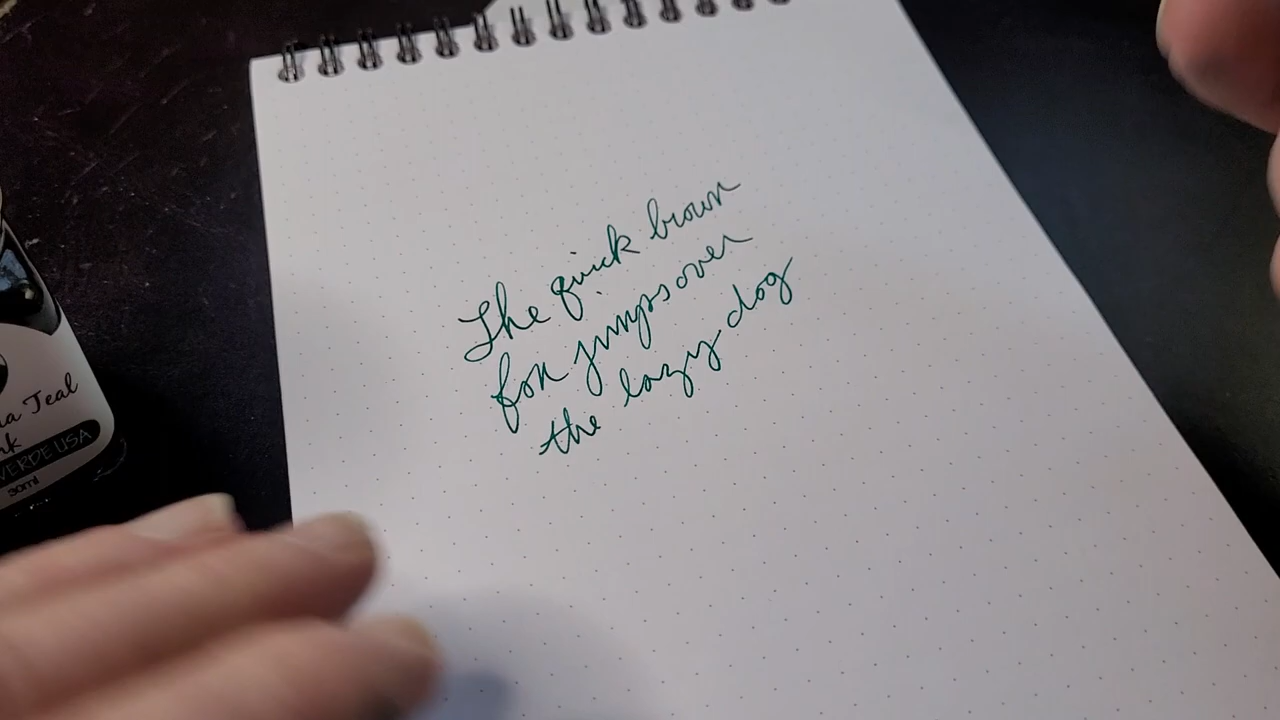 The quick brown
fox jumps over
the lazy dog
Teal
VERDE USA
30ml